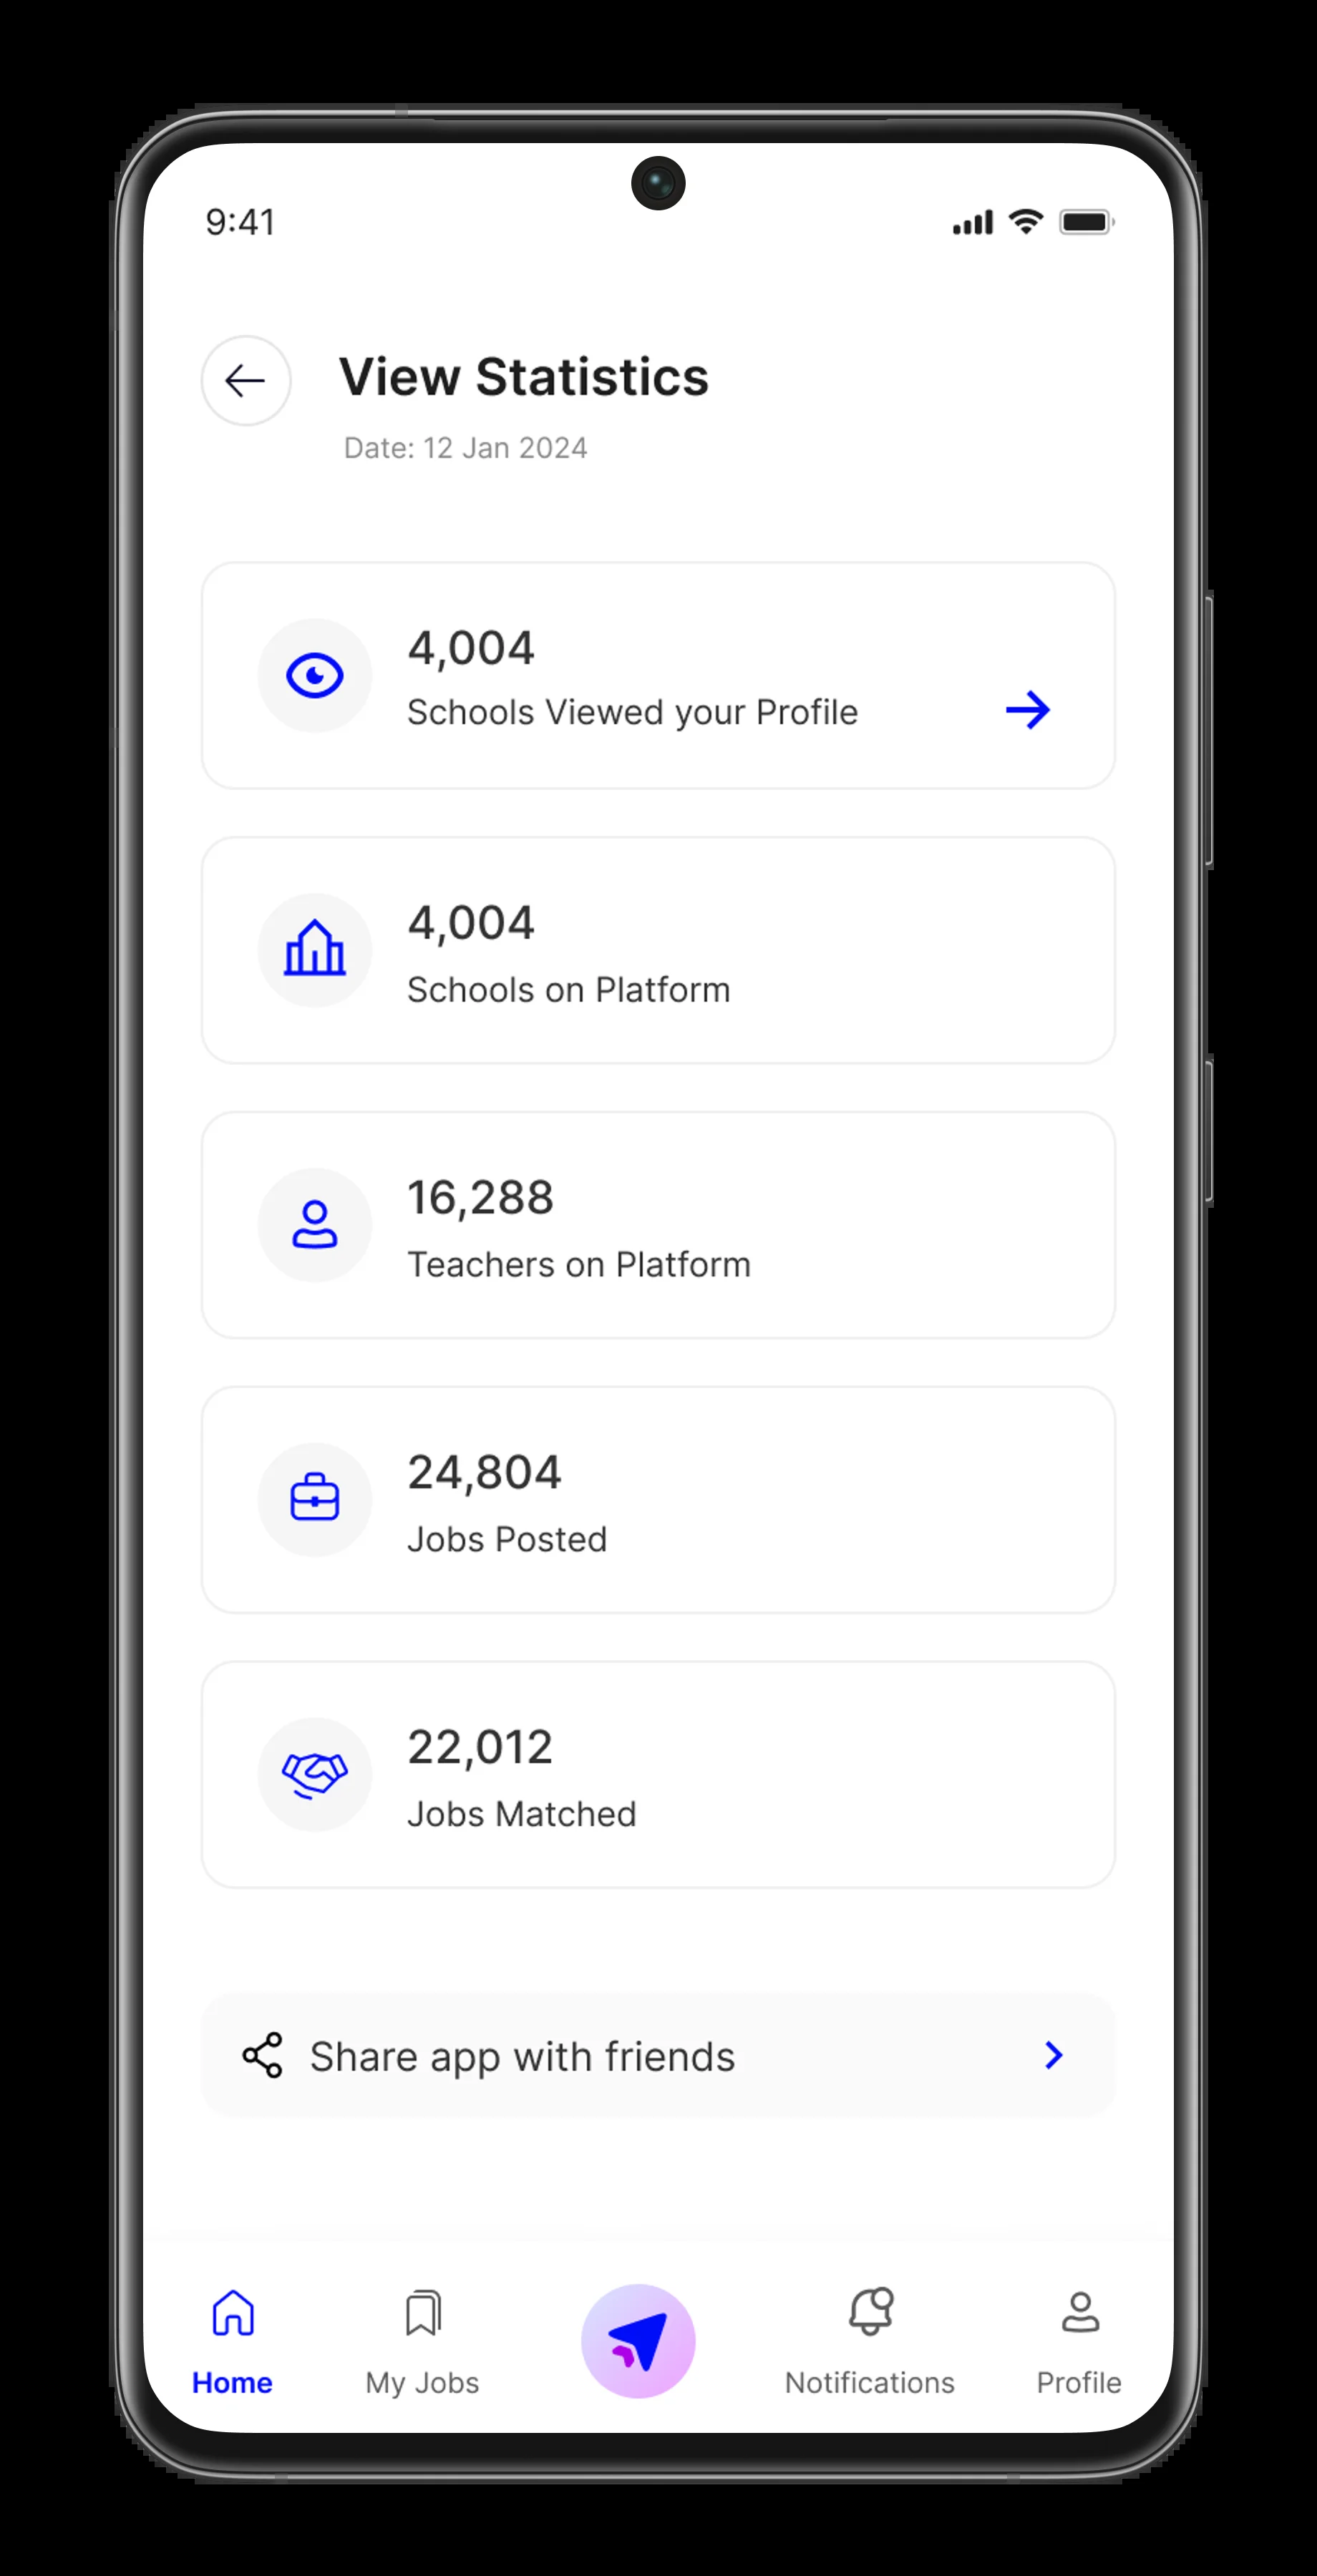 9:41
View Statistics
Date: 12 Jan 2024
4,004
Schools Viewed your Profile
4,004
Schools on Platform
16,288
Teachers on Platform
24,804
Jobs Posted
22,012
Jobs Matched
Share app with friends
Home
My Jobs
Notifications
Profile